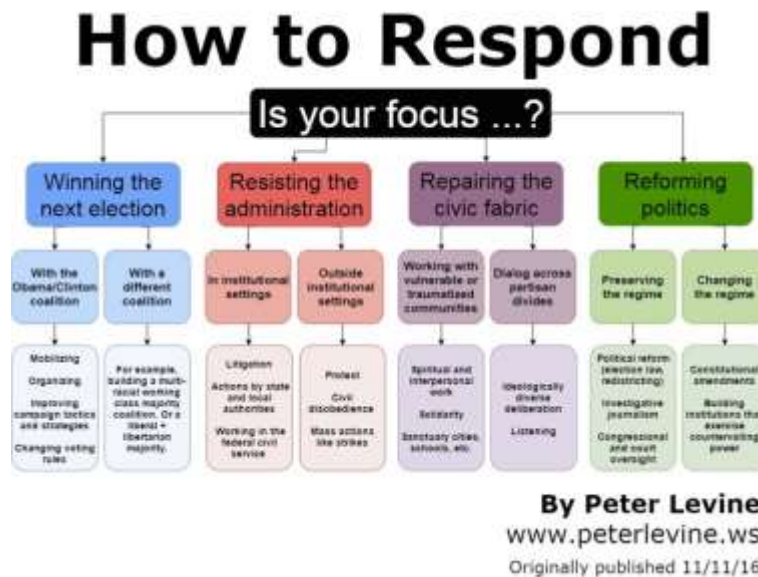 How to Respond
Is your focus ...?
Winning the
next election
Resisting the
administration
Repairing the
civic fabric
Reforming
politics
With the
Obama/Clinton
coalition
With a
different
coalition
In institutional
settings
Outside
institutional
settings
Working with
vulnerable or
traumatized
communities
Dialog across
partisan
divides
Preserving
the regime
Changing
the regime
Mobilizing
Organizing
Improving
campaign tactics
and strategies
Changing voting
rules
For example,
building a multi-
racial working
class majority
coalition. Or a
liberal +
libertarian
majority.
Litigation
Actions by state
and local
authorities
Working in the
federal civil
service
Protest
Civil
disobedience
Mass actions
like strikes
Spiritual and
interpersonal
work
Solidarity
Sanctuary cities,
schools, etc.
Ideologically
diverse
deliberation
Listening
Political reform
(election law,
redistricting)
Investigative
journalism
Congressional
and court
oversight
Constitutional
amendments
Building
institutions that
exercise
countervailing
power
By Peter Levine
www.peterlevine.ws
Originally published 11/11/16